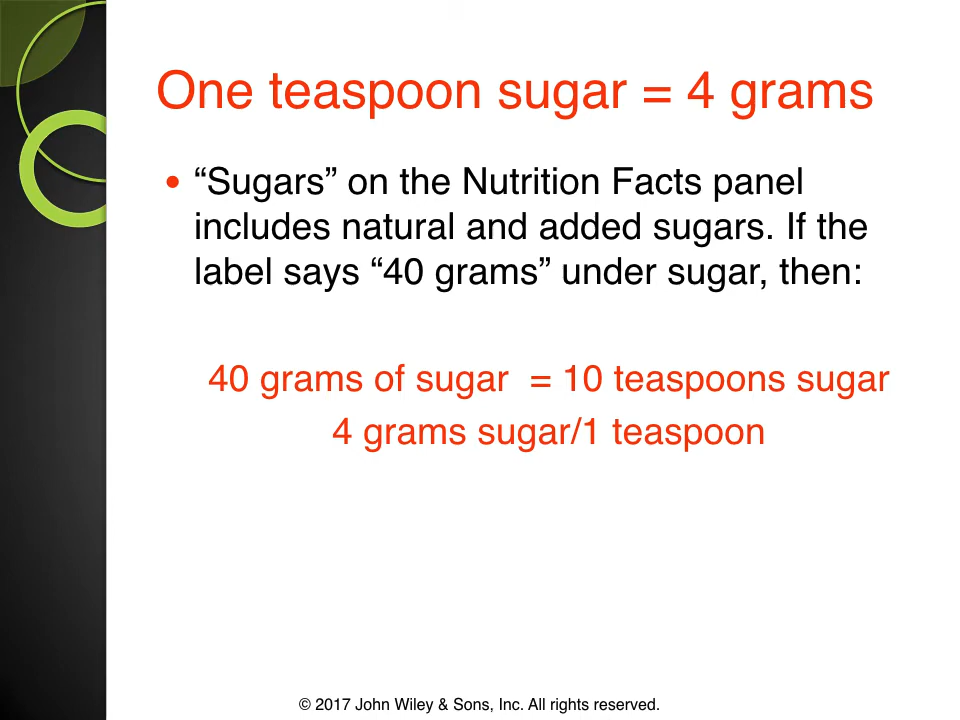 One teaspoon sugar = 4 grams
• “Sugars” on the Nutrition Facts panel
includes natural and added sugars. If the
label says “40 grams” under sugar, then:
40 grams of sugar = 10 teaspoons sugar
4 grams sugar/1 teaspoon
© 2017 John Wiley & Sons, Inc. All rights reserved.